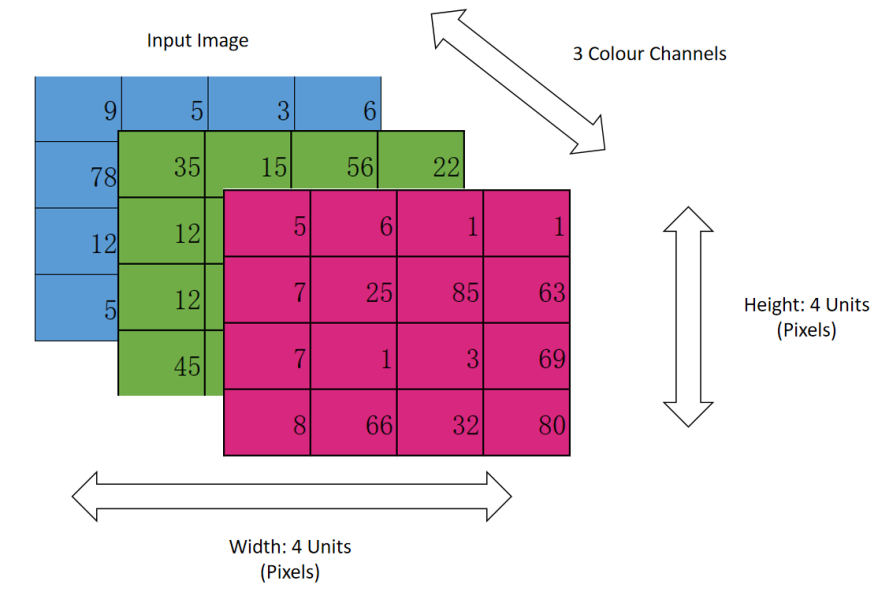 Input Image
3 Colour Channels
9 5 3 6
78
12
5
35 15 56 22
12
12
45
5 6 1 1
7 25 85 63
7 1 3 69
8 66 32 80
Height: 4 Units
(Pixels)
Width: 4 Units
(Pixels)